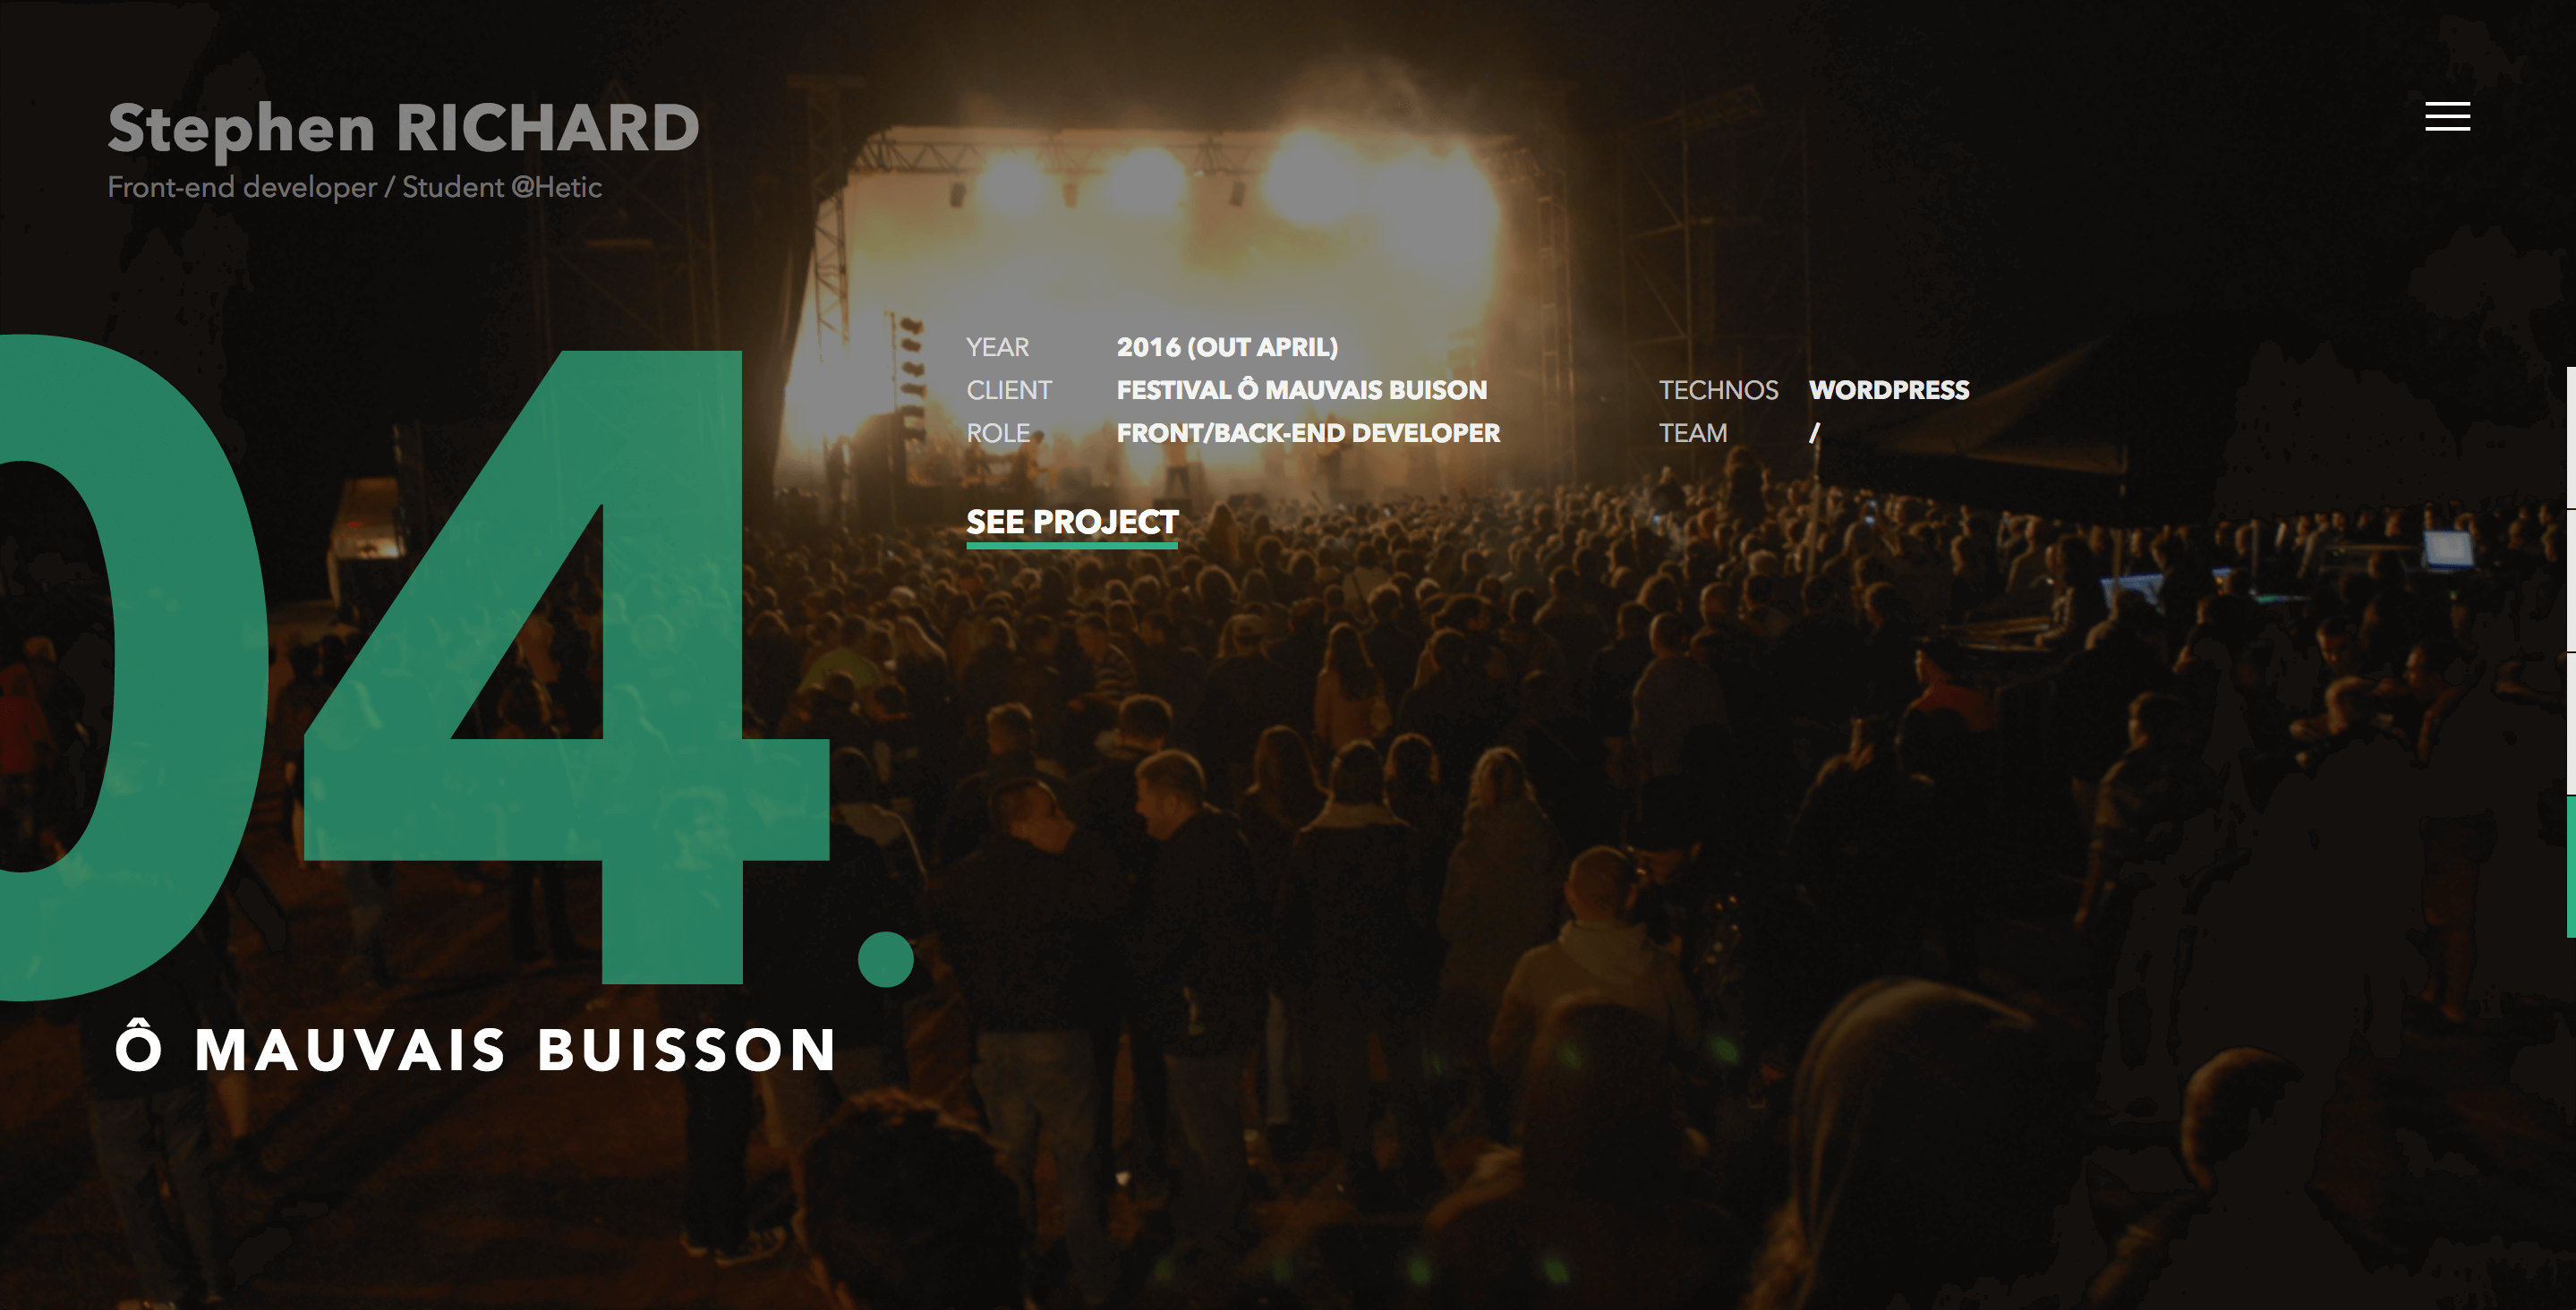 Stephen RICHARD
Front-end developer / Student @Hetic
YEAR 2016 (OUT APRIL)
CLIENT FESTIVAL Ô MAUVAIS BUISON
ROLE FRONT/BACK-END DEVELOPER
TECHNOS WORDPRESS
TEAM /
SEE PROJECT
04.
Ô MAUVAIS BUISSON